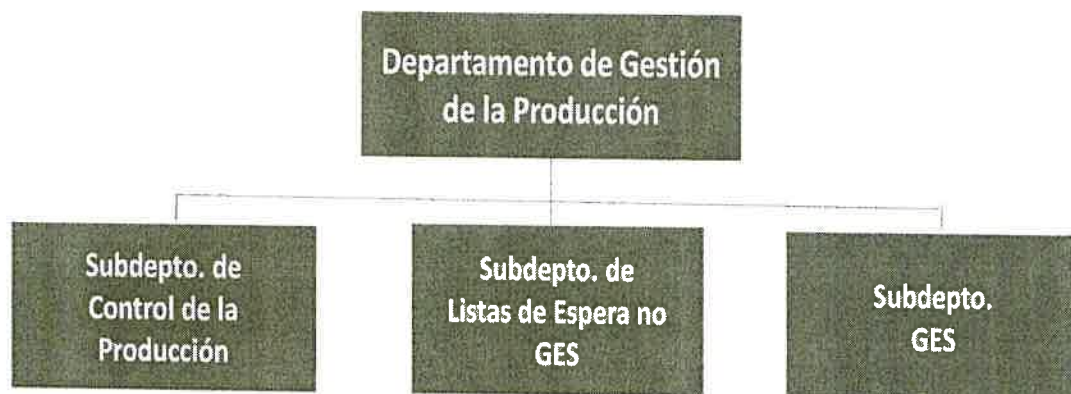 Departamento de Gestión
de la Producción
Subdepto. de
Control de la
Producción
Subdepto. de
Listas de Espera no
GES
Subdepto.
GES